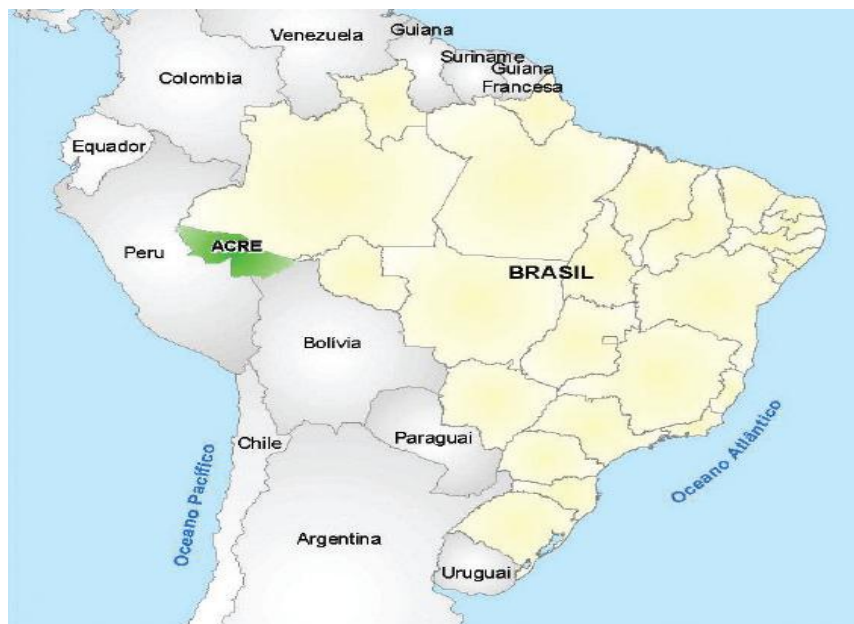 Venezuela
Guiana
Suriname
Guiana
Francesa
Colombia
Equador
Peru
ACRE
BRASIL
Bolívia
Chile
Paraguai
Oceano Pacífico
Oceano Atlântico
Argentina
Uruguai